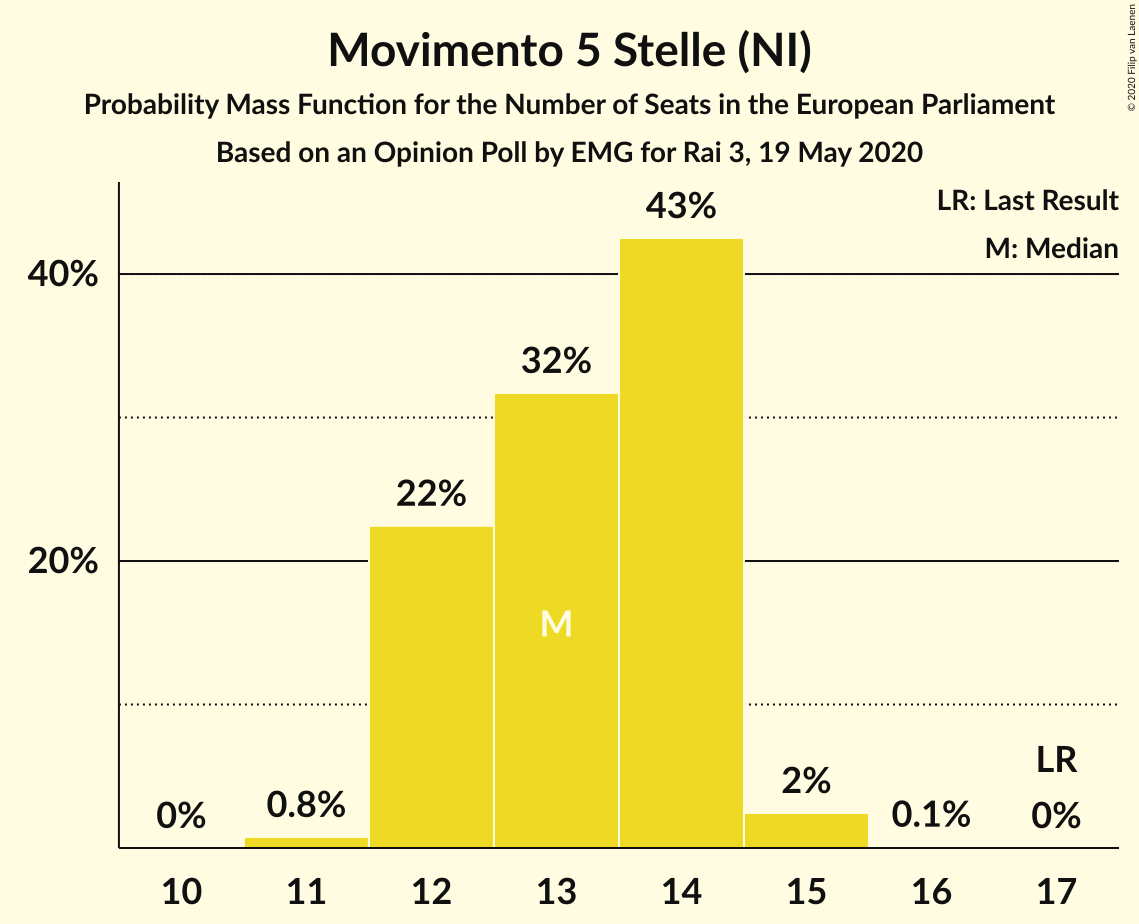 Movimento 5 Stelle (NI)
Probability Mass Function for the Number of Seats in the European Parliament
Based on an Opinion Poll by EMG for Rai 3, 19 May 2020
© 2020 Filip van Laenen
LR: Last Result
M: Median
43%
40%
32%
22%
20%
M
LR
0%
0.8%
2%
0.1%
0%
10 11 12 13 14 15 16 17